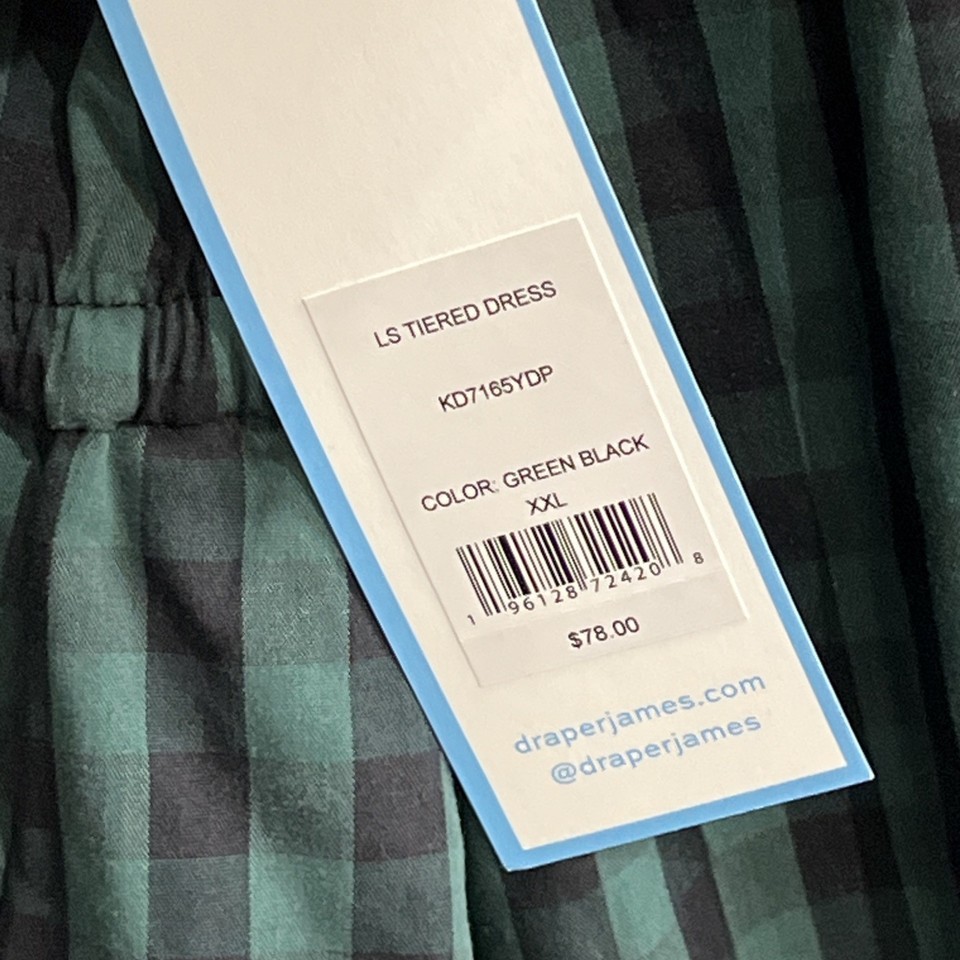 LS TIERED DRESS
KD7165YDP
COLOR: GREEN BLACK
XXL
1 96128 72420 8
$78.00
draperjames.com
@draperjames